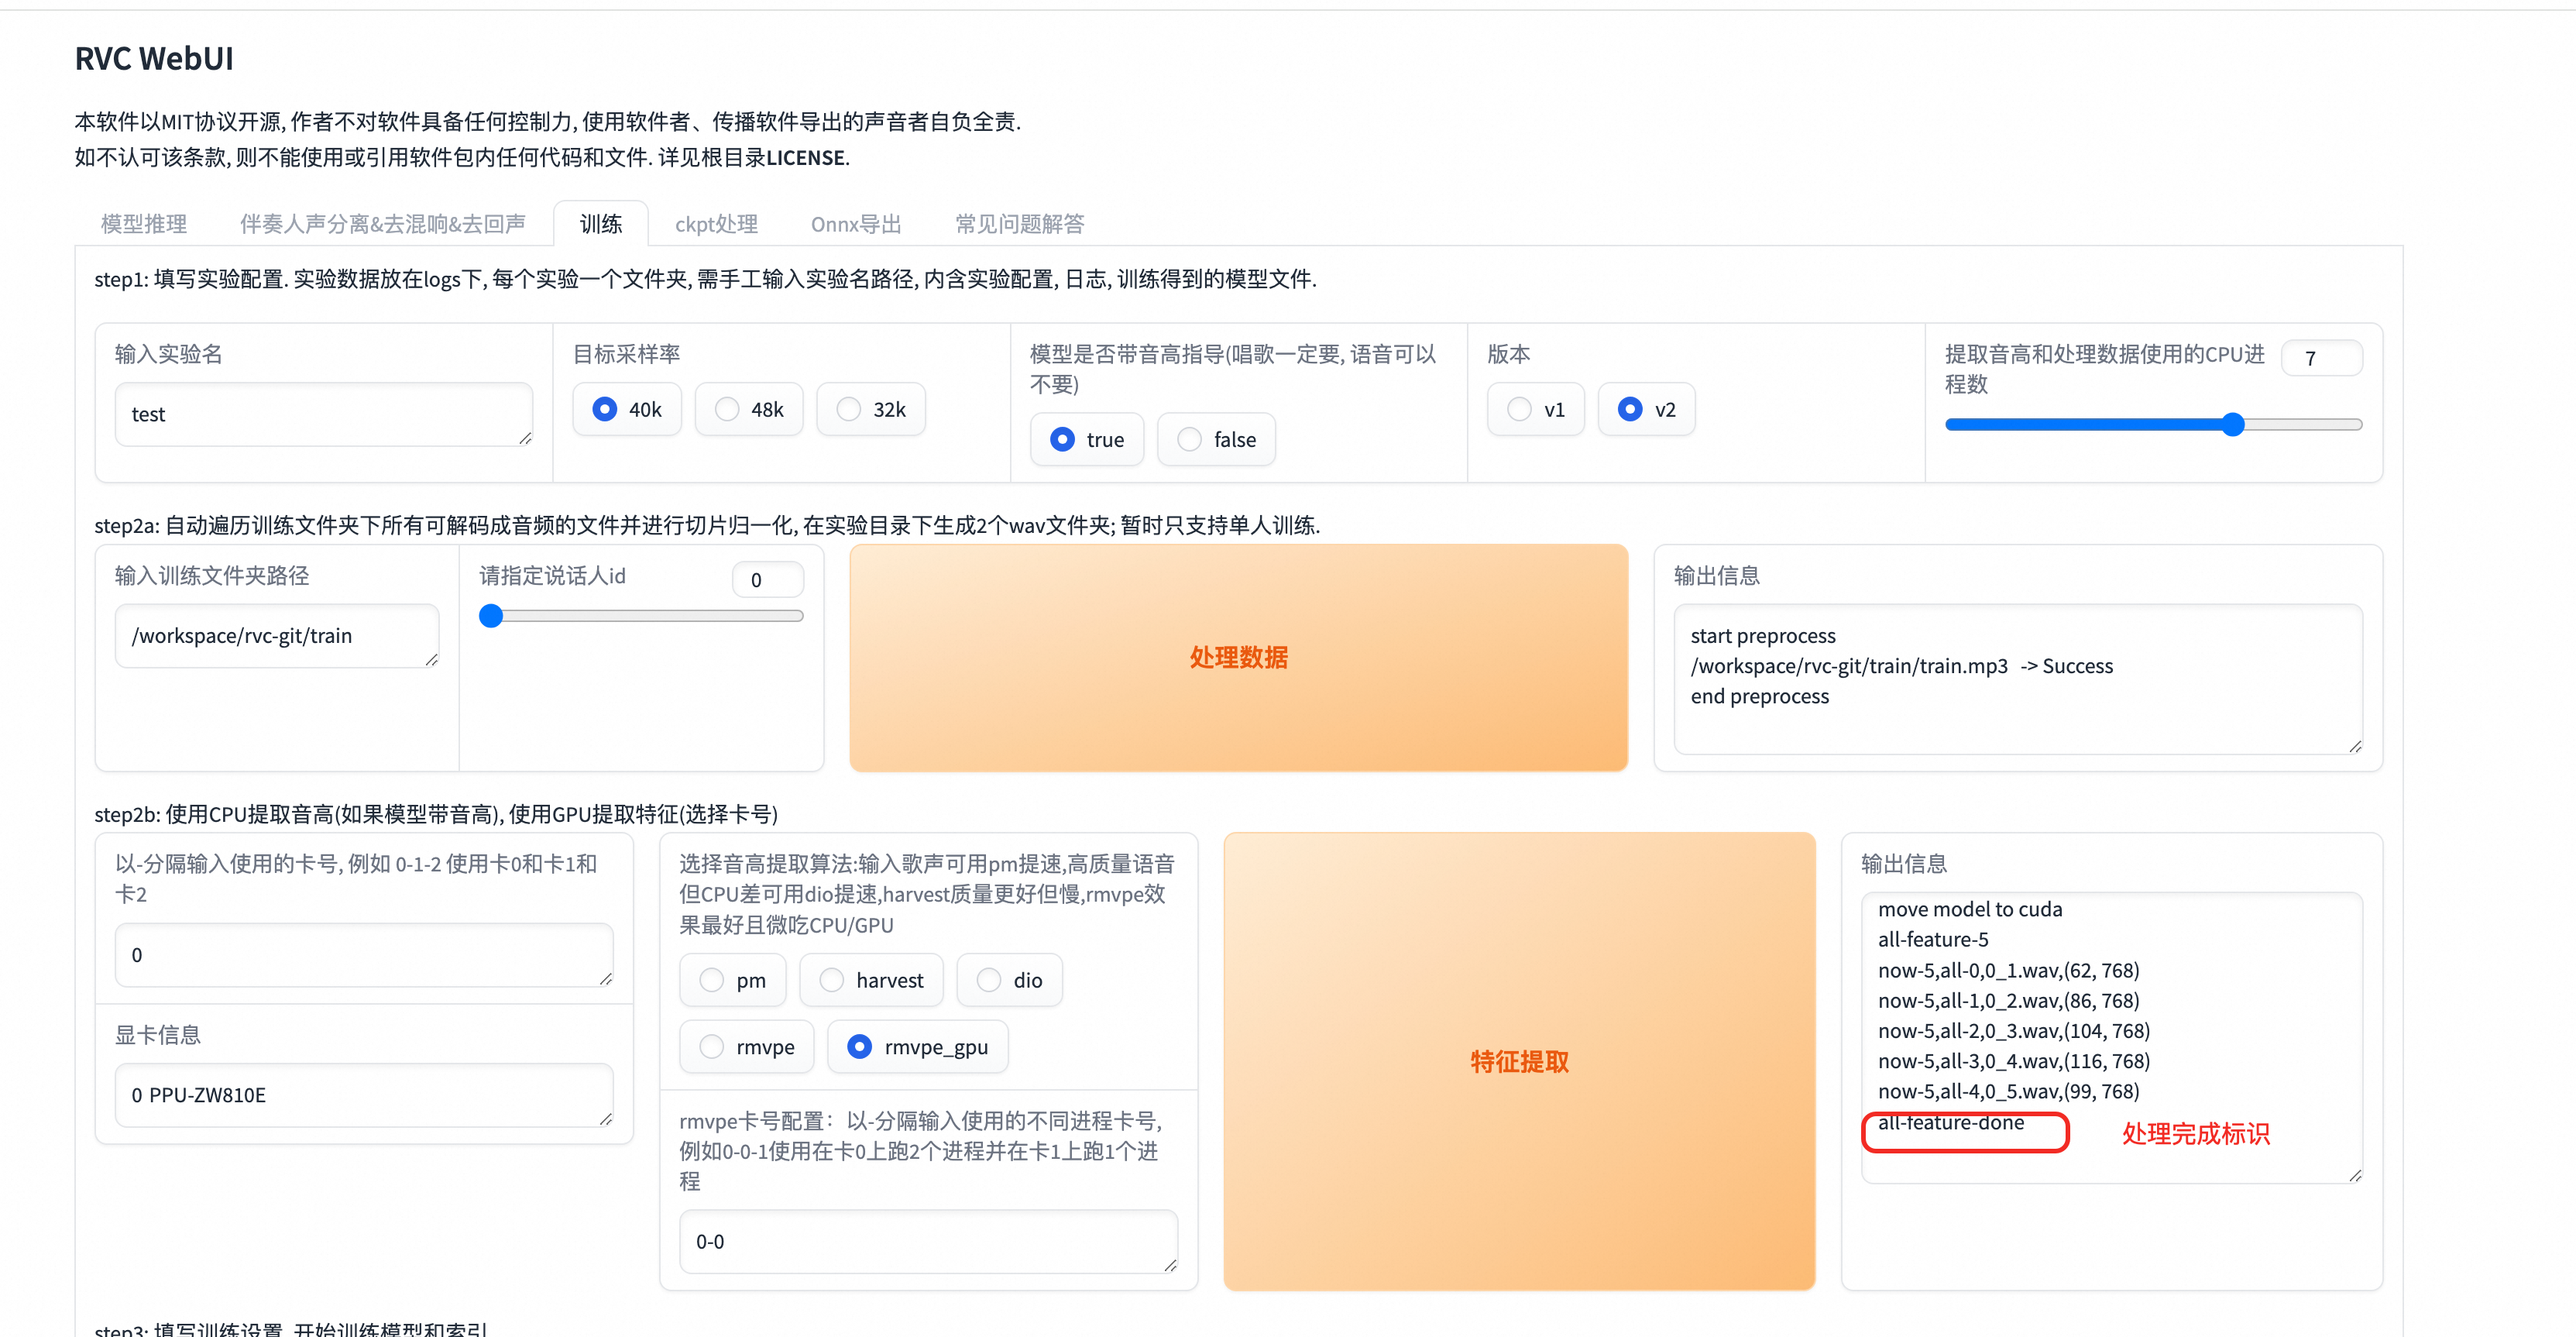 RVC WebUI
本软件以MIT协议开源, 作者不对软件具备任何控制力, 使用软件者、传播软件导出的声音者自负全责.
如不认可该条款, 则不能使用或引用软件包内任何代码和文件. 详见根目录LICENSE.
模型推理
伴奏人声分离&去混响&去回声
训练
ckpt处理
Onnx导出
常见问题解答
step1: 填写实验配置. 实验数据放在logs下, 每个实验一个文件夹, 需手工输入实验名路径, 内含实验配置, 日志, 训练得到的模型文件.
输入实验名
test
目标采样率
40k
48k
32k
模型是否带音高指导(唱歌一定要, 语音可以
不要)
true
false
版本
v1
v2
提取音高和处理数据使用的CPU进
程数
7
step2a: 自动遍历训练文件夹下所有可解码成音频的文件并进行切片归一化, 在实验目录下生成2个wav文件夹; 暂时只支持单人训练.
输入训练文件夹路径
/workspace/rvc-git/train
请指定说话人id
0
处理数据
输出信息
start preprocess
/workspace/rvc-git/train/train.mp3 -> Success
end preprocess
step2b: 使用CPU提取音高(如果模型带音高), 使用GPU提取特征(选择卡号)
以-分隔输入使用的卡号, 例如 0-1-2 使用卡0和卡1和
卡2
0
显卡信息
0 PPU-ZW810E
选择音高提取算法:输入歌声可用pm提速,高质量语音
但CPU差可用dio提速,harvest质量更好但慢,rmvpe效
果最好且微吃CPU/GPU
pm
harvest
dio
rmvpe
rmvpe_gpu
rmvpe卡号配置：以-分隔输入使用的不同进程卡号,
例如0-0-1使用在卡0上跑2个进程并在卡1上跑1个进
程
0-0
特征提取
输出信息
move model to cuda
all-feature-5
now-5,all-0,0_1.wav,(62, 768)
now-5,all-1,0_2.wav,(86, 768)
now-5,all-2,0_3.wav,(104, 768)
now-5,all-3,0_4.wav,(116, 768)
now-5,all-4,0_5.wav,(99, 768)
all-feature-done
处理完成标识
step3: 填写训练设置, 开始训练模型和索引